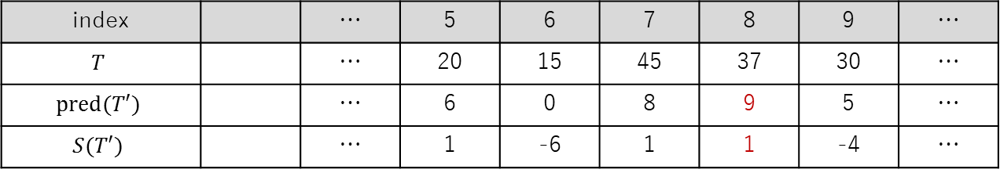 index ⋯ 5 6 7 8 9 ⋯
T ⋯ 20 15 45 37 30 ⋯
pred(T′) ⋯ 6 0 8 9 5 ⋯
S(T′) ⋯ 1 -6 1 1 -4 ⋯